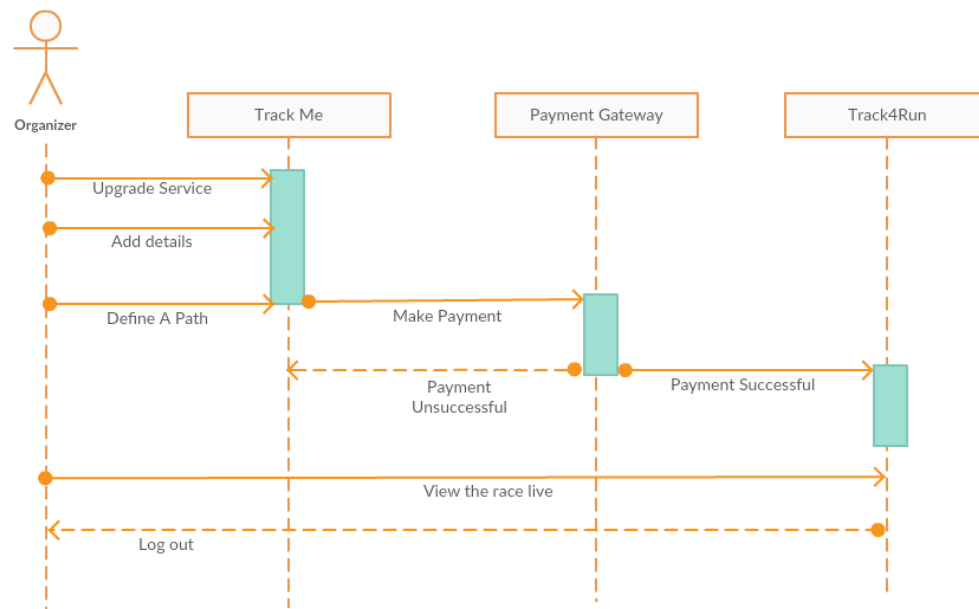 Organizer
Track Me
Payment Gateway
Track4Run
Upgrade Service
Add details
Define A Path
Make Payment
Payment
Unsuccessful
Payment Successful
View the race live
Log out